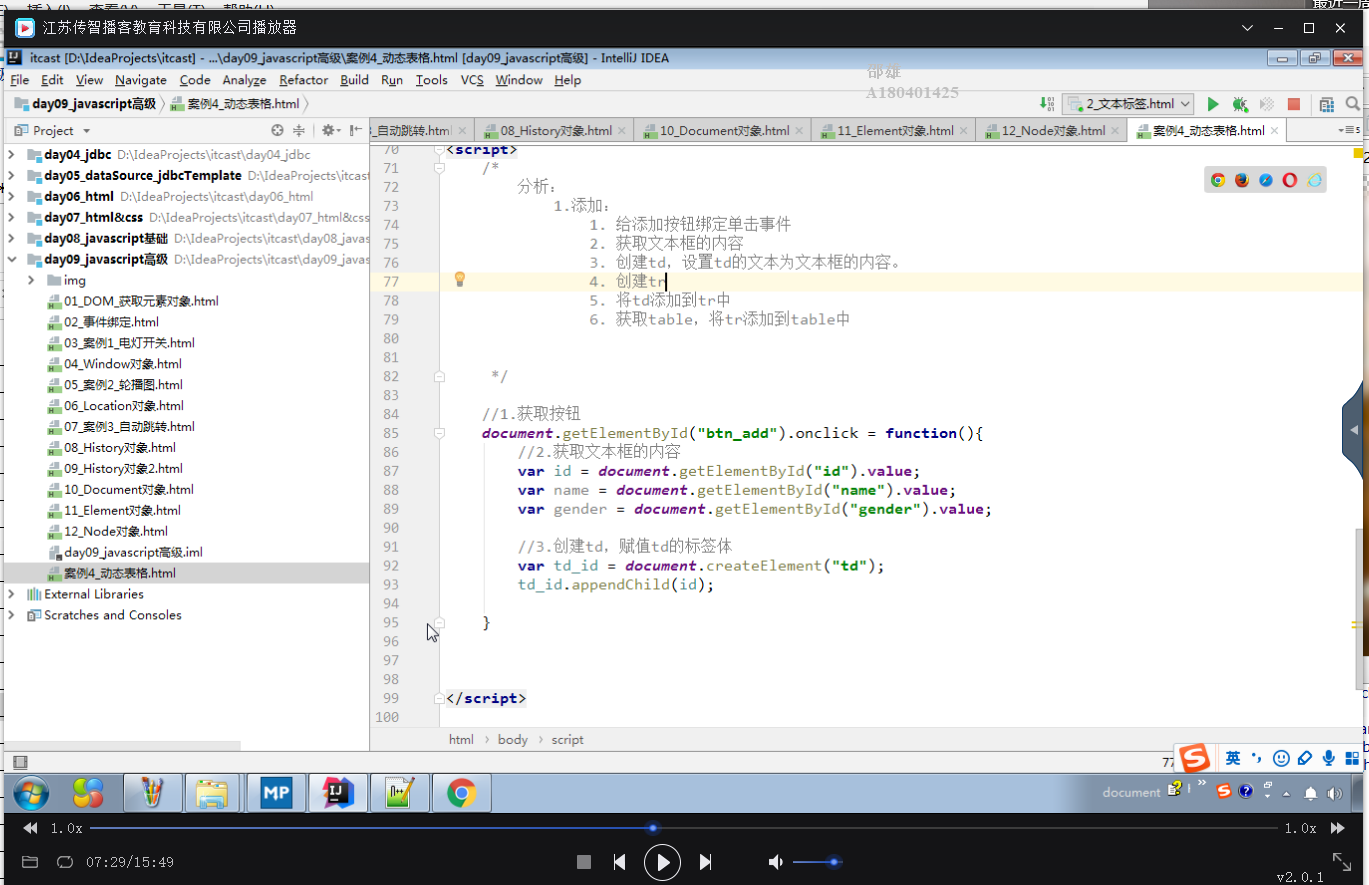 江苏传智播客教育科技有限公司播放器
itcast [D:\IdeaProjects\itcast] - ...\day09_javascript高级\案例4_动态表格.html [day09_javascript高级] - IntelliJ IDEA
File Edit View Navigate Code Analyze Refactor Build Run Tools VCS Window Help
邵雄
A180401425
day09_javascript高级 案例4_动态表格.html
2_文本标签.html
Project
3_自动跳转.html 08_History对象.html 10_Document对象.html 11_Element对象.html 12_Node对象.html 案例4_动态表格.html
day04_jdbc D:\IdeaProjects\itcast\day04_jdbc
day05_dataSource_jdbcTemplate D:\IdeaProjects\itcast
day06_html D:\IdeaProjects\itcast\day06_html
day07_html&css D:\IdeaProjects\itcast\day07_html&css
day08_javascript基础 D:\IdeaProjects\itcast\day08_javas
day09_javascript高级 D:\IdeaProjects\itcast\day09_javas
img
01_DOM_获取元素对象.html
02_事件绑定.html
03_案例1_电灯开关.html
04_Window对象.html
05_案例2_轮播图.html
06_Location对象.html
07_案例3_自动跳转.html
08_History对象.html
09_History对象2.html
10_Document对象.html
11_Element对象.html
12_Node对象.html
day09_javascript高级.iml
案例4_动态表格.html
External Libraries
Scratches and Consoles
70 <script>
71 /*
72 分析：
73 1.添加：
74 1. 给添加按钮绑定单击事件
75 2. 获取文本框的内容
76 3. 创建td，设置td的文本为文本框的内容。
77 4. 创建tr
78 5. 将td添加到tr中
79 6. 获取table，将tr添加到table中
80
81
82 */
83
84 //1.获取按钮
85 document.getElementById("btn_add").onclick = function(){
86 //2.获取文本框的内容
87 var id = document.getElementById("id").value;
88 var name = document.getElementById("name").value;
89 var gender = document.getElementById("gender").value;
90
91 //3.创建td，赋值td的标签体
92 var td_id = document.createElement("td");
93 td_id.appendChild(id);
94
95 }
96
97
98
99 </script>
100
html body script
77
英
MP
document
1.0x 1.0x
07:29/15:49
v2.0.1